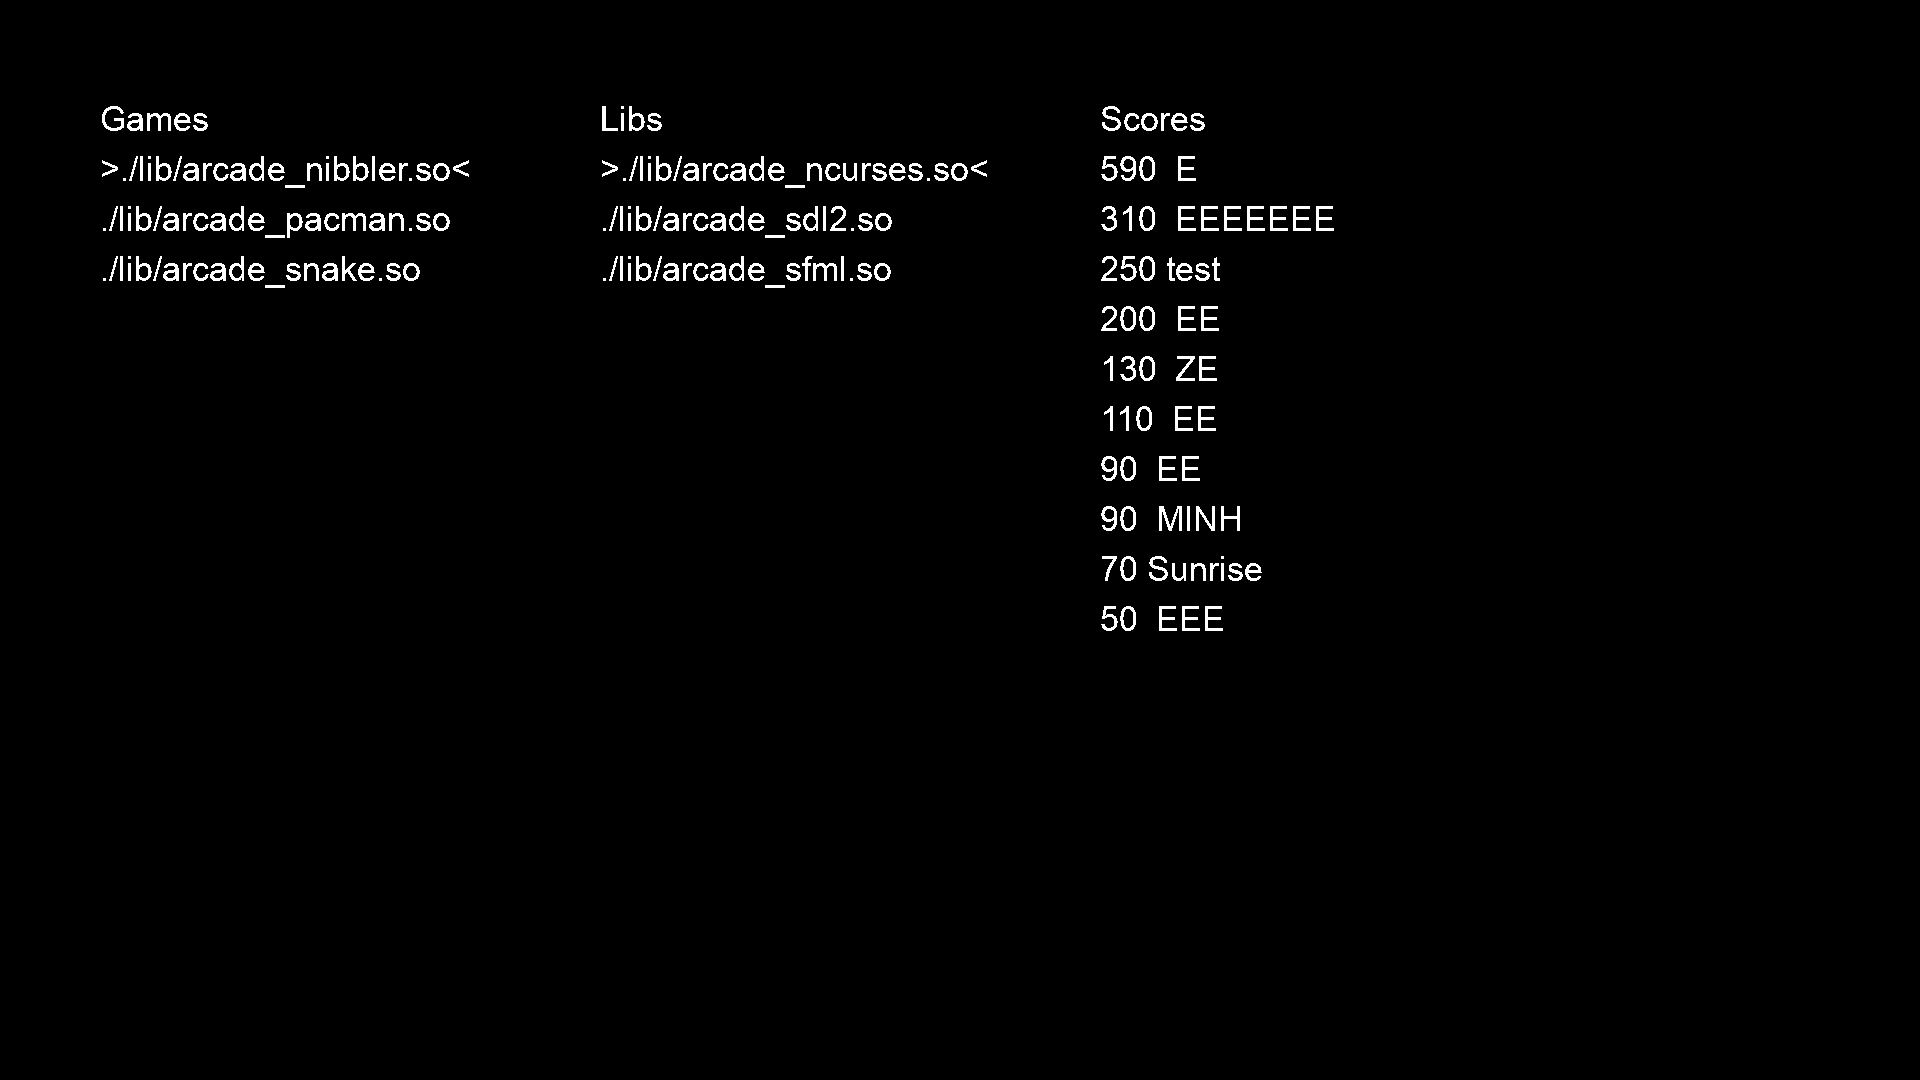 Games
>./lib/arcade_nibbler.so<
./lib/arcade_pacman.so
./lib/arcade_snake.so
Libs
>./lib/arcade_ncurses.so<
./lib/arcade_sdl2.so
./lib/arcade_sfml.so
Scores
590  E
310  EEEEEEE
250 test
200  EE
130  ZE
110  EE
90  EE
90  MINH
70 Sunrise
50  EEE